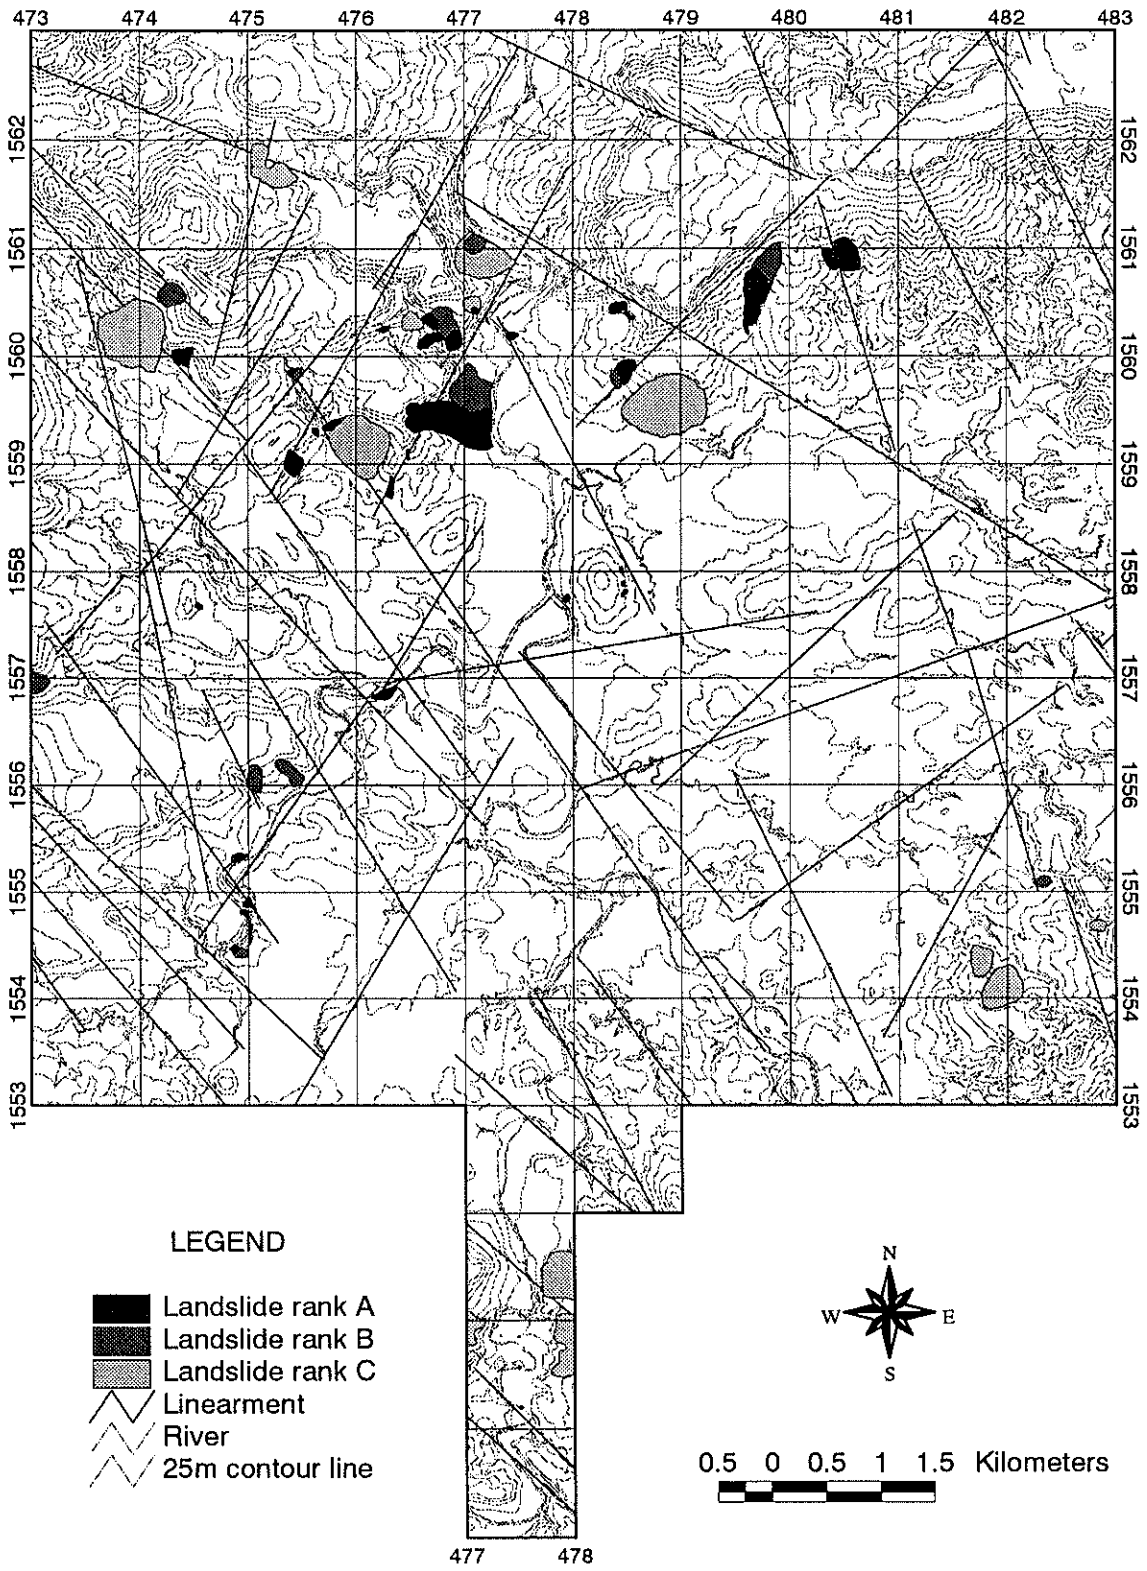 473 474 475 476 477 478 479 480 481 482 483
1562 1562
1561 1561
1560 1560
1559 1559
1558 1558
1557 1557
1556 1556
1555 1555
1554 1554
1553 1553
LEGEND
Landslide rank A
Landslide rank B
Landslide rank C
Linearment
River
25m contour line
N
W E
S
0.5 0 0.5 1 1.5 Kilometers
477 478